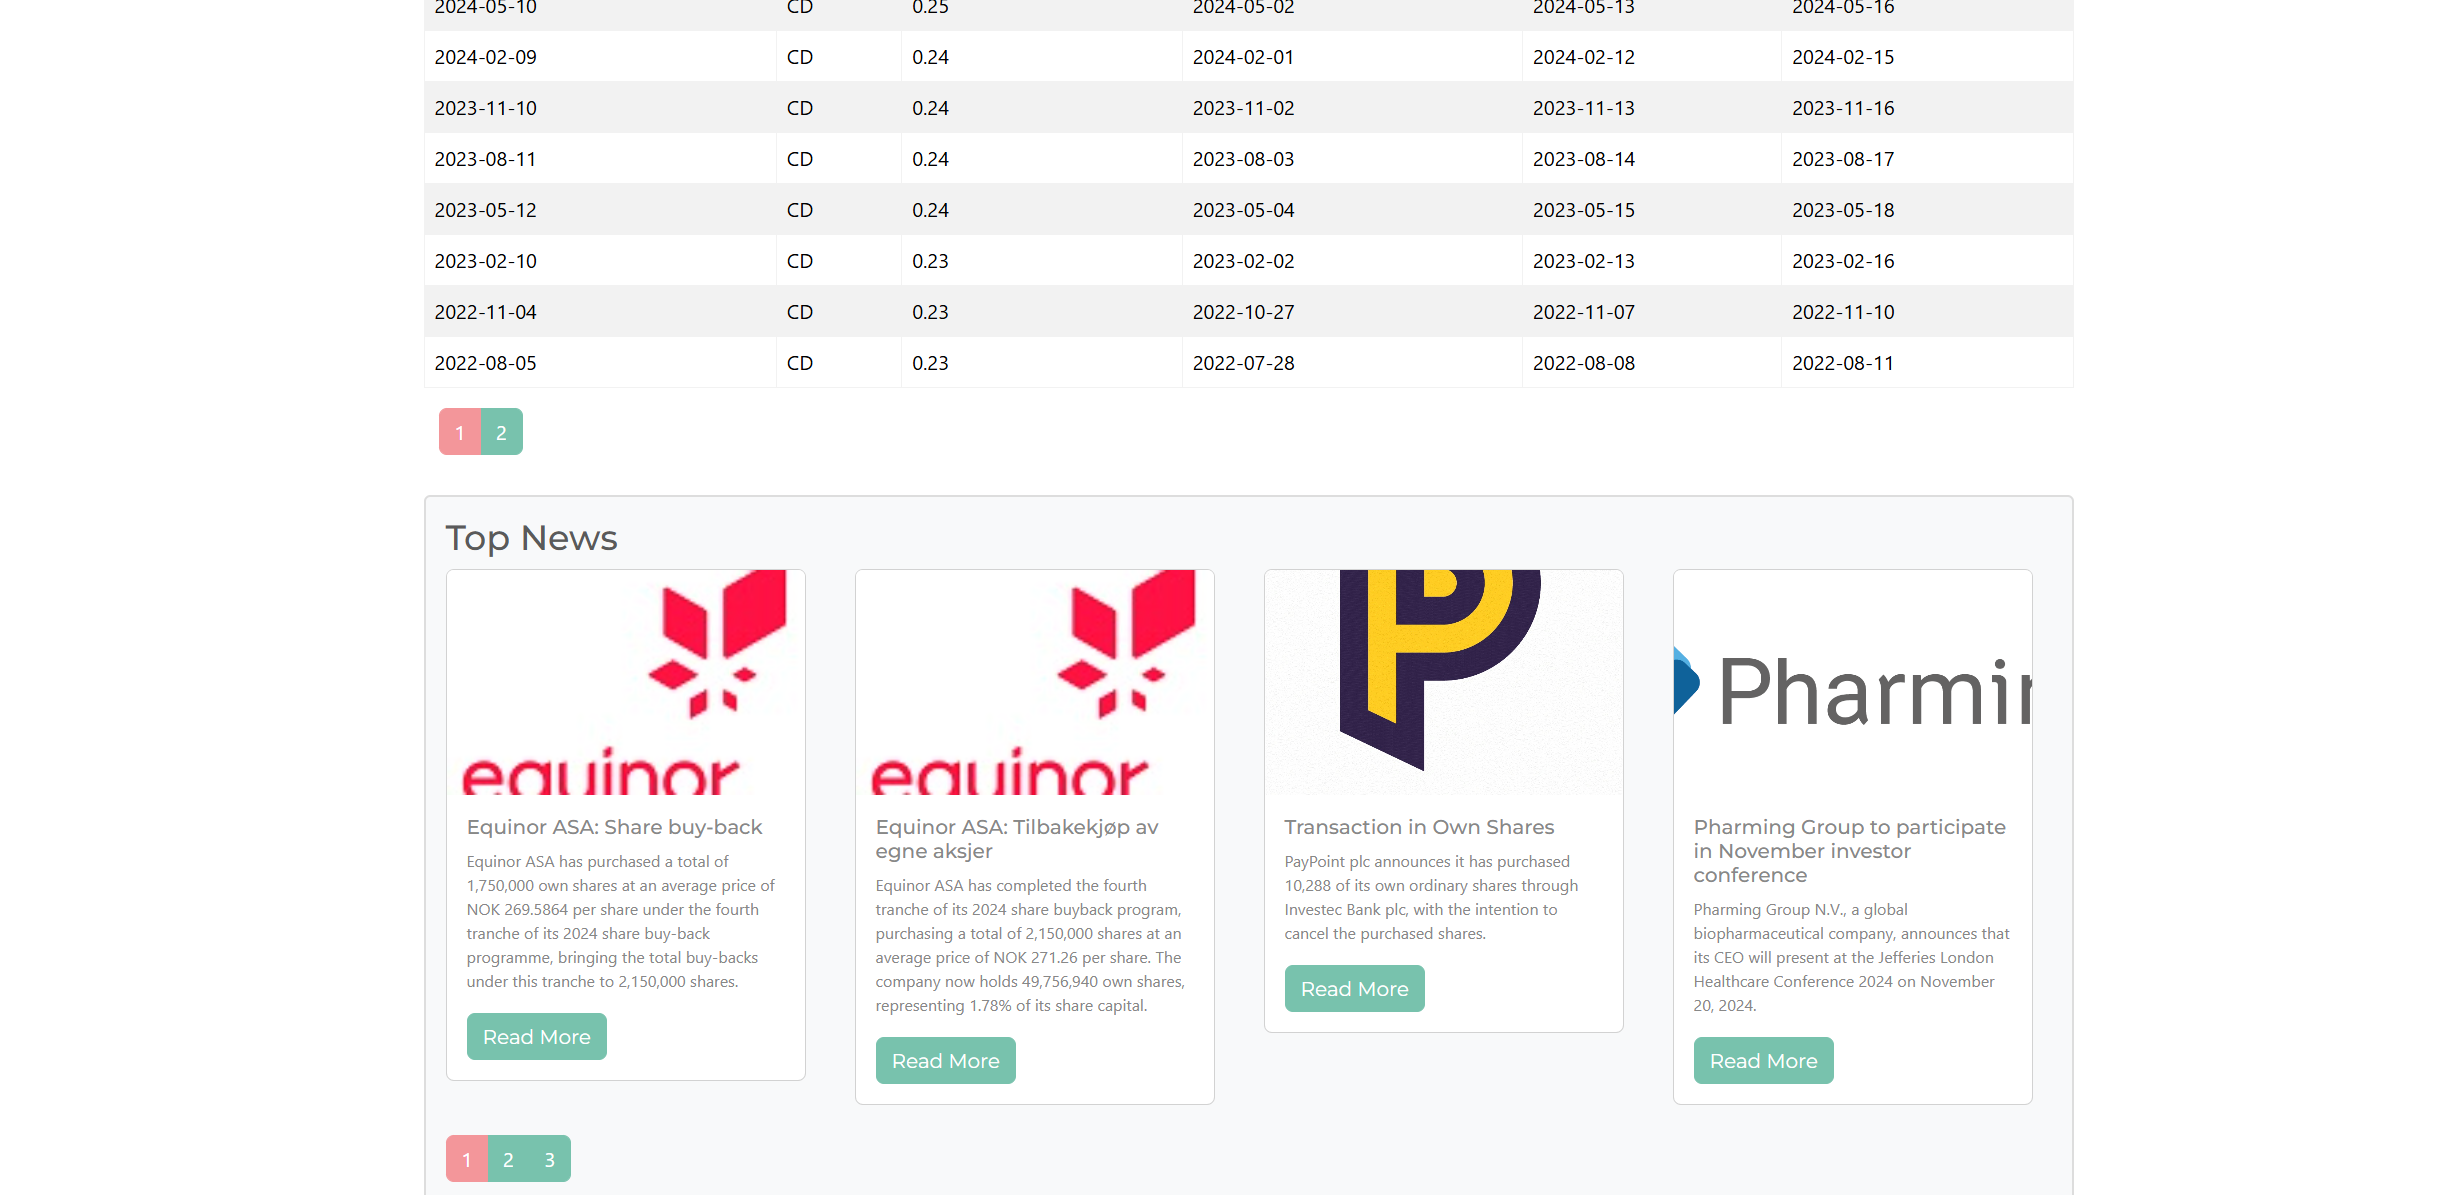 2024-05-10 CD 0.25 2024-05-02 2024-05-13 2024-05-16
2024-02-09 CD 0.24 2024-02-01 2024-02-12 2024-02-15
2023-11-10 CD 0.24 2023-11-02 2023-11-13 2023-11-16
2023-08-11 CD 0.24 2023-08-03 2023-08-14 2023-08-17
2023-05-12 CD 0.24 2023-05-04 2023-05-15 2023-05-18
2023-02-10 CD 0.23 2023-02-02 2023-02-13 2023-02-16
2022-11-04 CD 0.23 2022-10-27 2022-11-07 2022-11-10
2022-08-05 CD 0.23 2022-07-28 2022-08-08 2022-08-11
1 2
Top News
equinor
Equinor ASA: Share buy-back
Equinor ASA has purchased a total of
1,750,000 own shares at an average price of
NOK 269.5864 per share under the fourth
tranche of its 2024 share buy-back
programme, bringing the total buy-backs
under this tranche to 2,150,000 shares.
Read More
equinor
Equinor ASA: Tilbakekjøp av
egne aksjer
Equinor ASA has completed the fourth
tranche of its 2024 share buyback program,
purchasing a total of 2,150,000 shares at an
average price of NOK 271.26 per share. The
company now holds 49,756,940 own shares,
representing 1.78% of its share capital.
Read More
Transaction in Own Shares
PayPoint plc announces it has purchased
10,288 of its own ordinary shares through
Investec Bank plc, with the intention to
cancel the purchased shares.
Read More
Pharmin
Pharming Group to participate
in November investor
conference
Pharming Group N.V., a global
biopharmaceutical company, announces that
its CEO will present at the Jefferies London
Healthcare Conference 2024 on November
20, 2024.
Read More
1 2 3